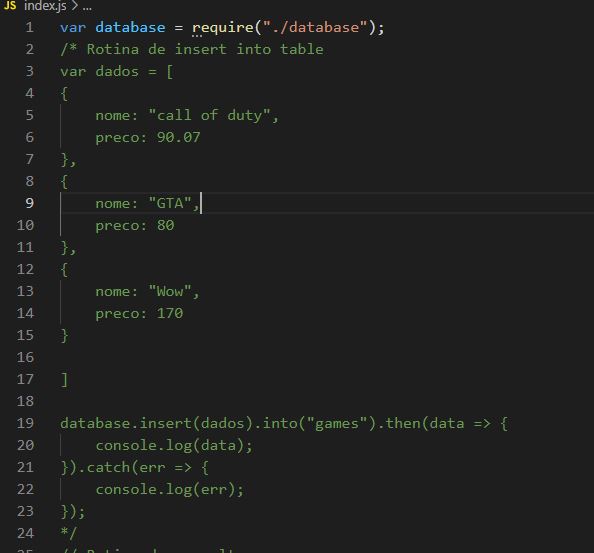 JS index.js > ...
1 var database = require("./database");
2 /* Rotina de insert into table
3 var dados = [
4 {
5 nome: "call of duty",
6 preco: 90.07
7 },
8 {
9 nome: "GTA",
10 preco: 80
11 },
12 {
13 nome: "Wow",
14 preco: 170
15 }
16
17 ]
18
19 database.insert(dados).into("games").then(data => {
20 console.log(data);
21 }).catch(err => {
22 console.log(err);
23 });
24 */